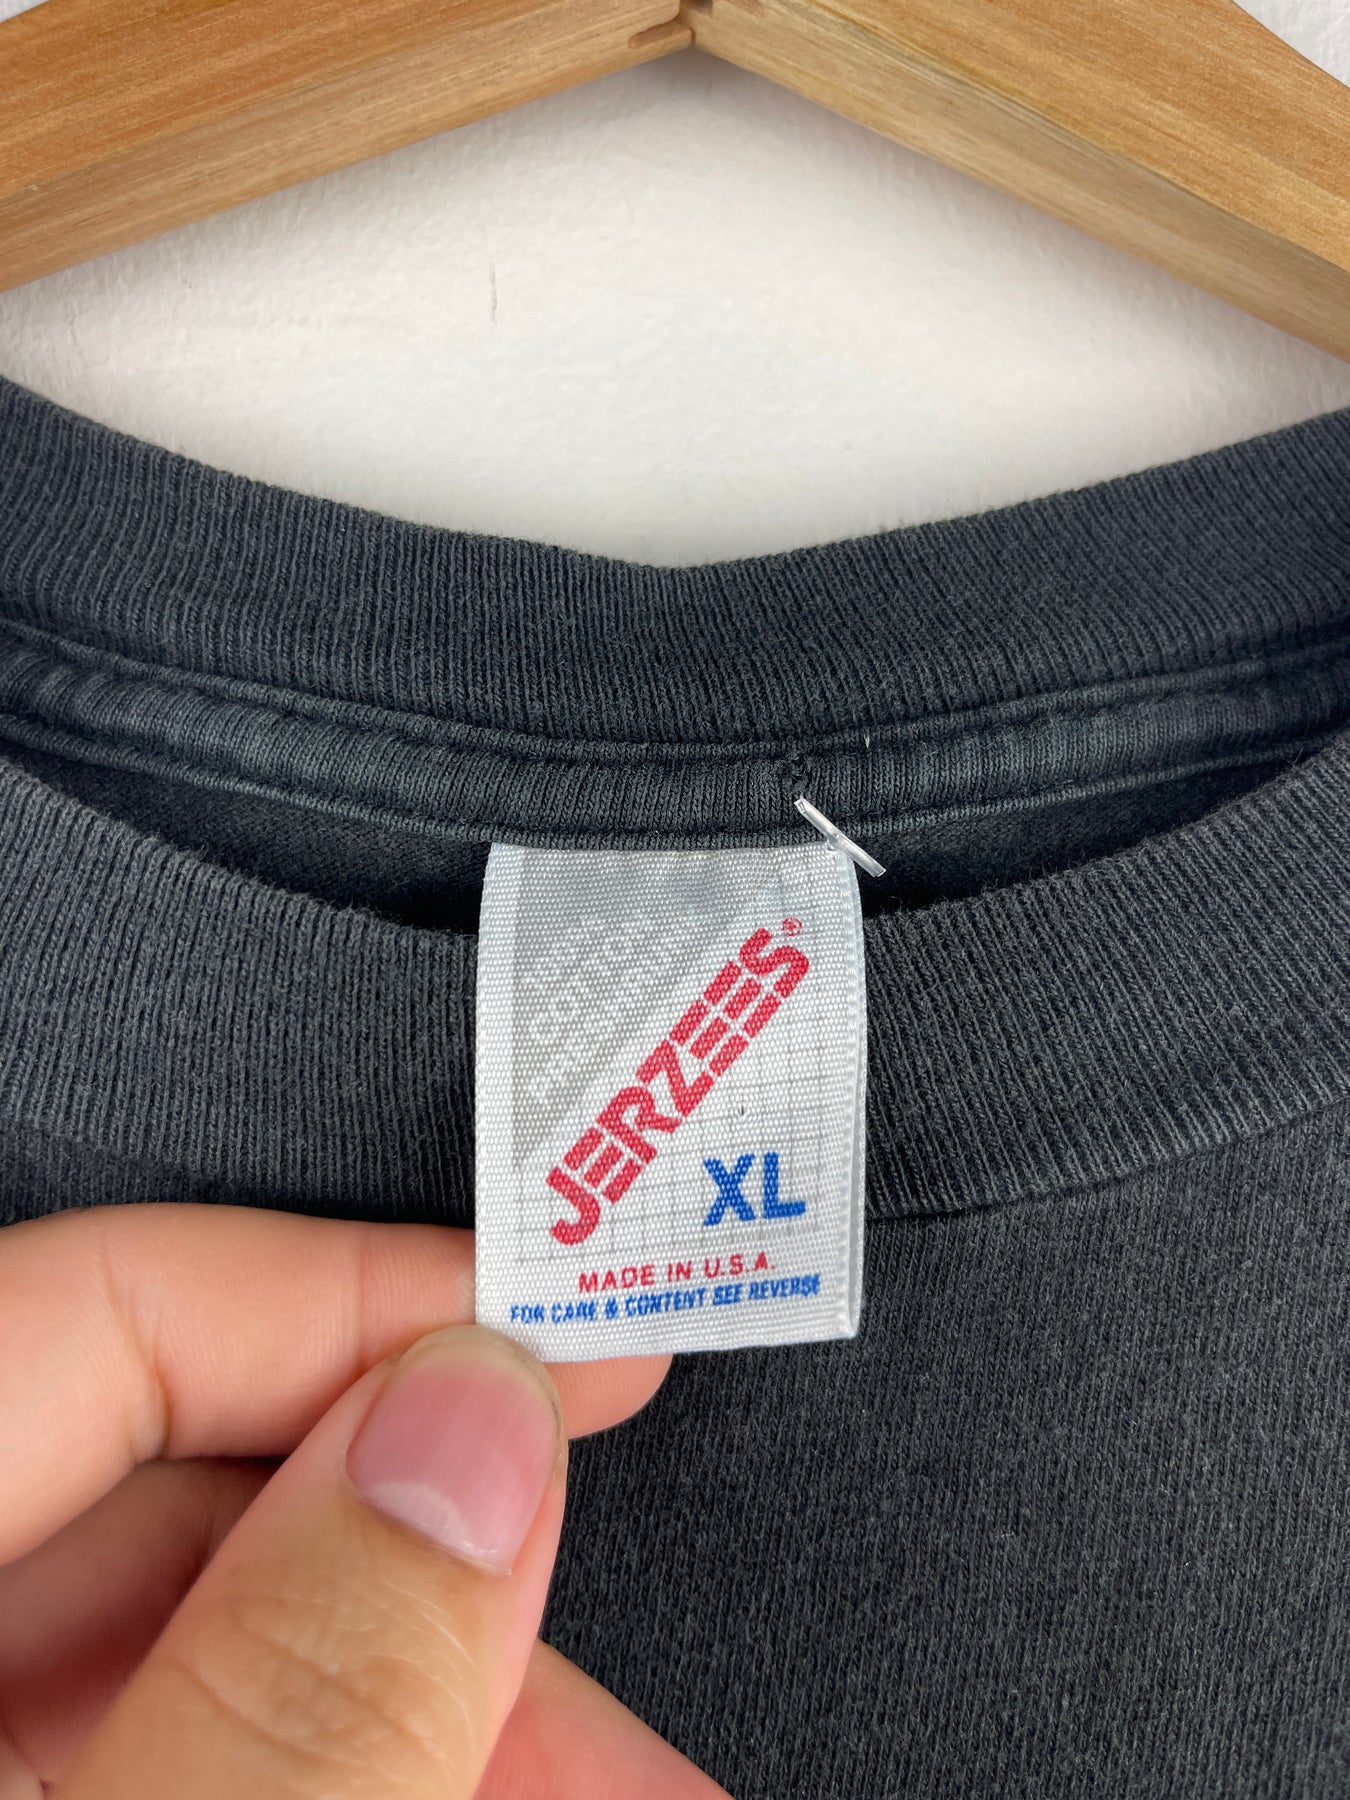 JERZEES®
XL
MADE IN U.S.A.
FOR CARE & CONTENT SEE REVERSE